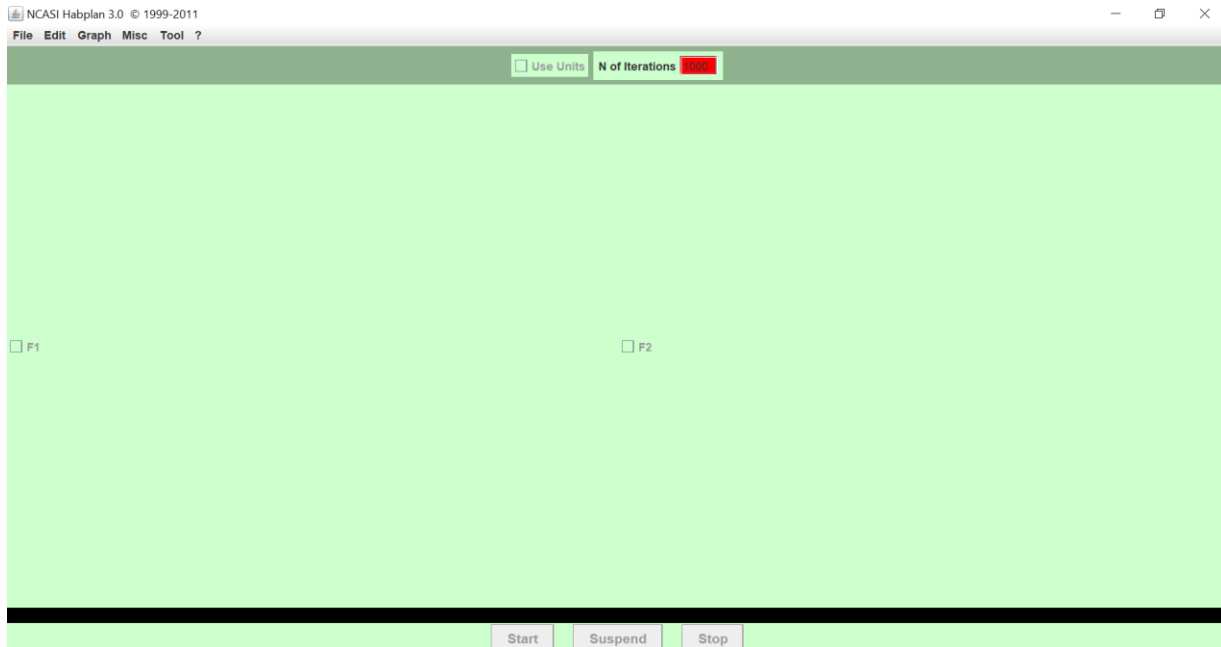 NCASI Habplan 3.0 © 1999-2011
File Edit Graph Misc Tool ?
Use Units N of Iterations 1000
F1 F2
Start Suspend Stop